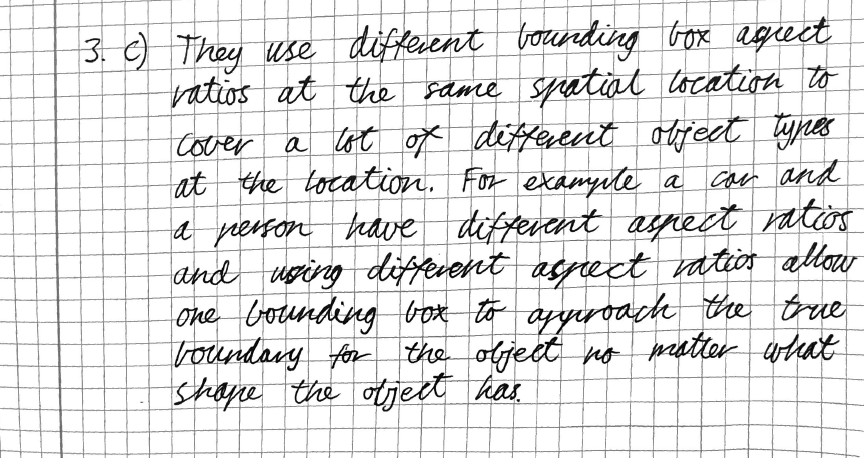 3. c) They use different bounding box aspect
ratios at the same spatial location to
cover a lot of different object types
at the location. For example a car and
a person have different aspect ratios
and using different aspect ratios allow
one bounding box to approach the true
boundary for the object no matter what
shape the object has.